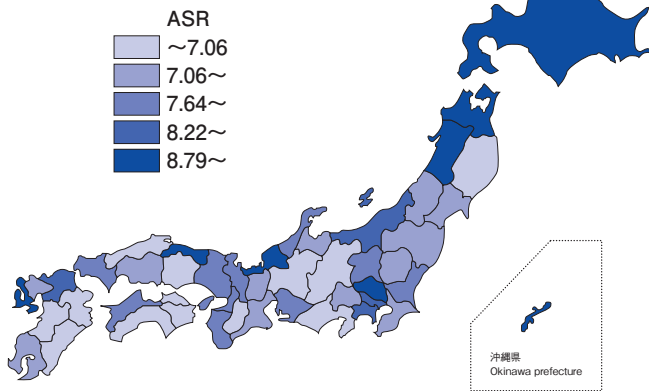 ASR
～7.06
7.06～
7.64～
8.22～
8.79～
沖縄県
Okinawa prefecture